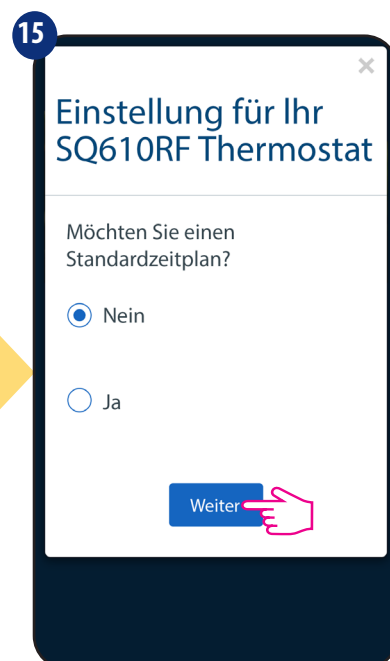 15
×
Einstellung für Ihr
SQ610RF Thermostat
Möchten Sie einen
Standardzeitplan?
Nein
Ja
Weiter